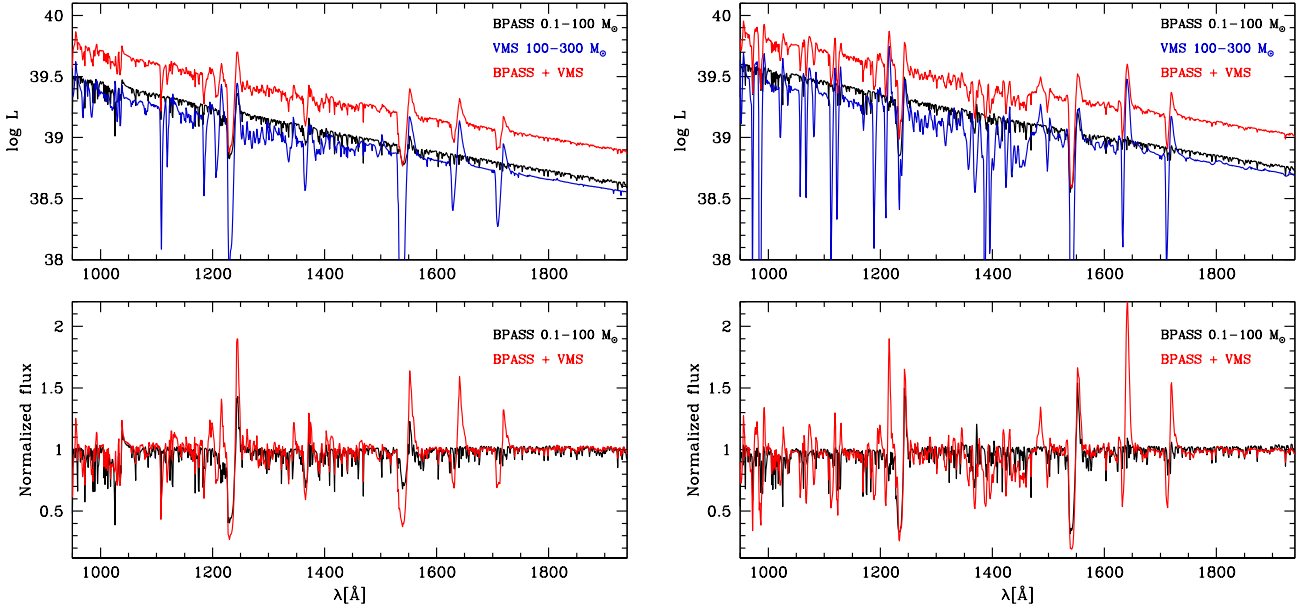 40
39.5
39
38.5
38
log L
BPASS 0.1−100 M⊙
VMS 100−300 M⊙
BPASS + VMS
1000 1200 1400 1600 1800
40
39.5
39
38.5
38
log L
BPASS 0.1−100 M⊙
VMS 100−300 M⊙
BPASS + VMS
1000 1200 1400 1600 1800
2
1.5
1
0.5
Normalized flux
BPASS 0.1−100 M⊙
BPASS + VMS
1000 1200 1400 1600 1800
λ[Å]
2
1.5
1
0.5
Normalized flux
BPASS 0.1−100 M⊙
BPASS + VMS
1000 1200 1400 1600 1800
λ[Å]